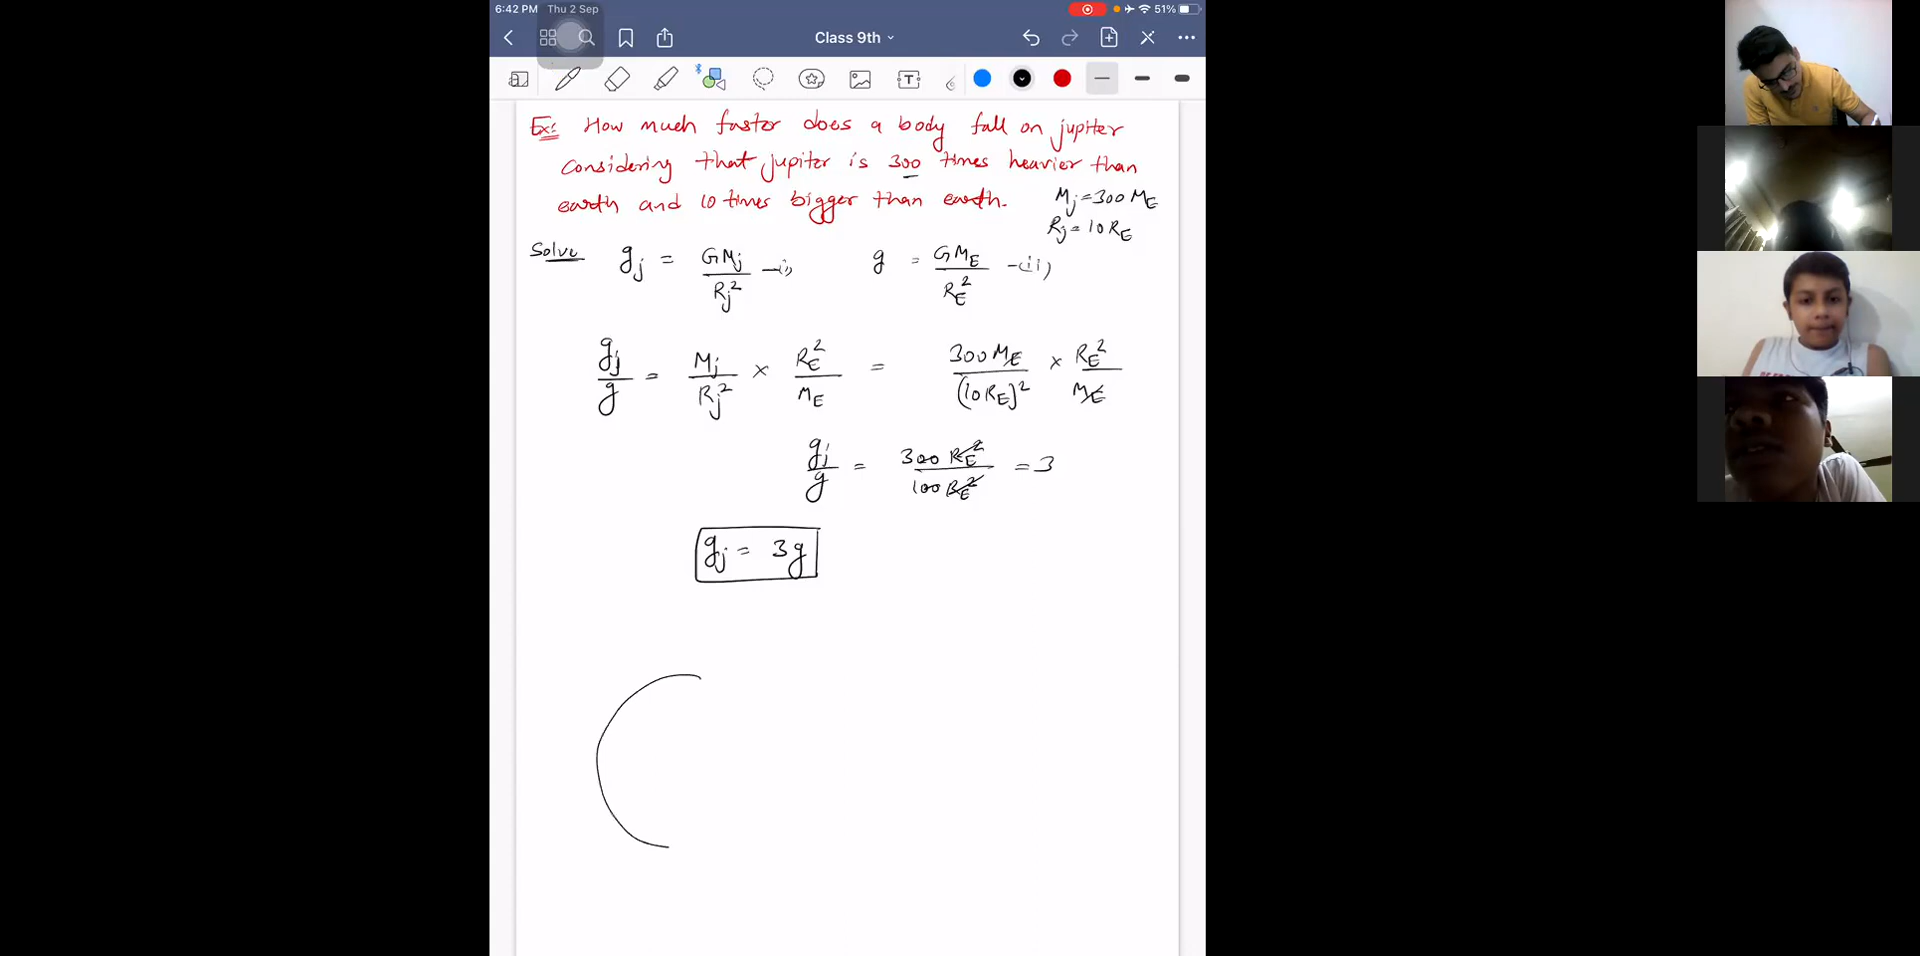 6:42 PM Thu 2 Sep 51%
Class 9th
T
Ex: How much faster does a body fall on jupiter
considering that jupiter is 300 times heavier than
earth and 10 times bigger than earth.
Mj = 300 ME
Rj = 10 RE
Solve gj = GMj / Rj² -(i) g = GME / RE² -(ii)
gj / g = Mj / Rj² × RE² / ME = 300 ME / (10 RE)² × RE² / ME
gj / g = 300 RE² / 100 RE² = 3
gj = 3g